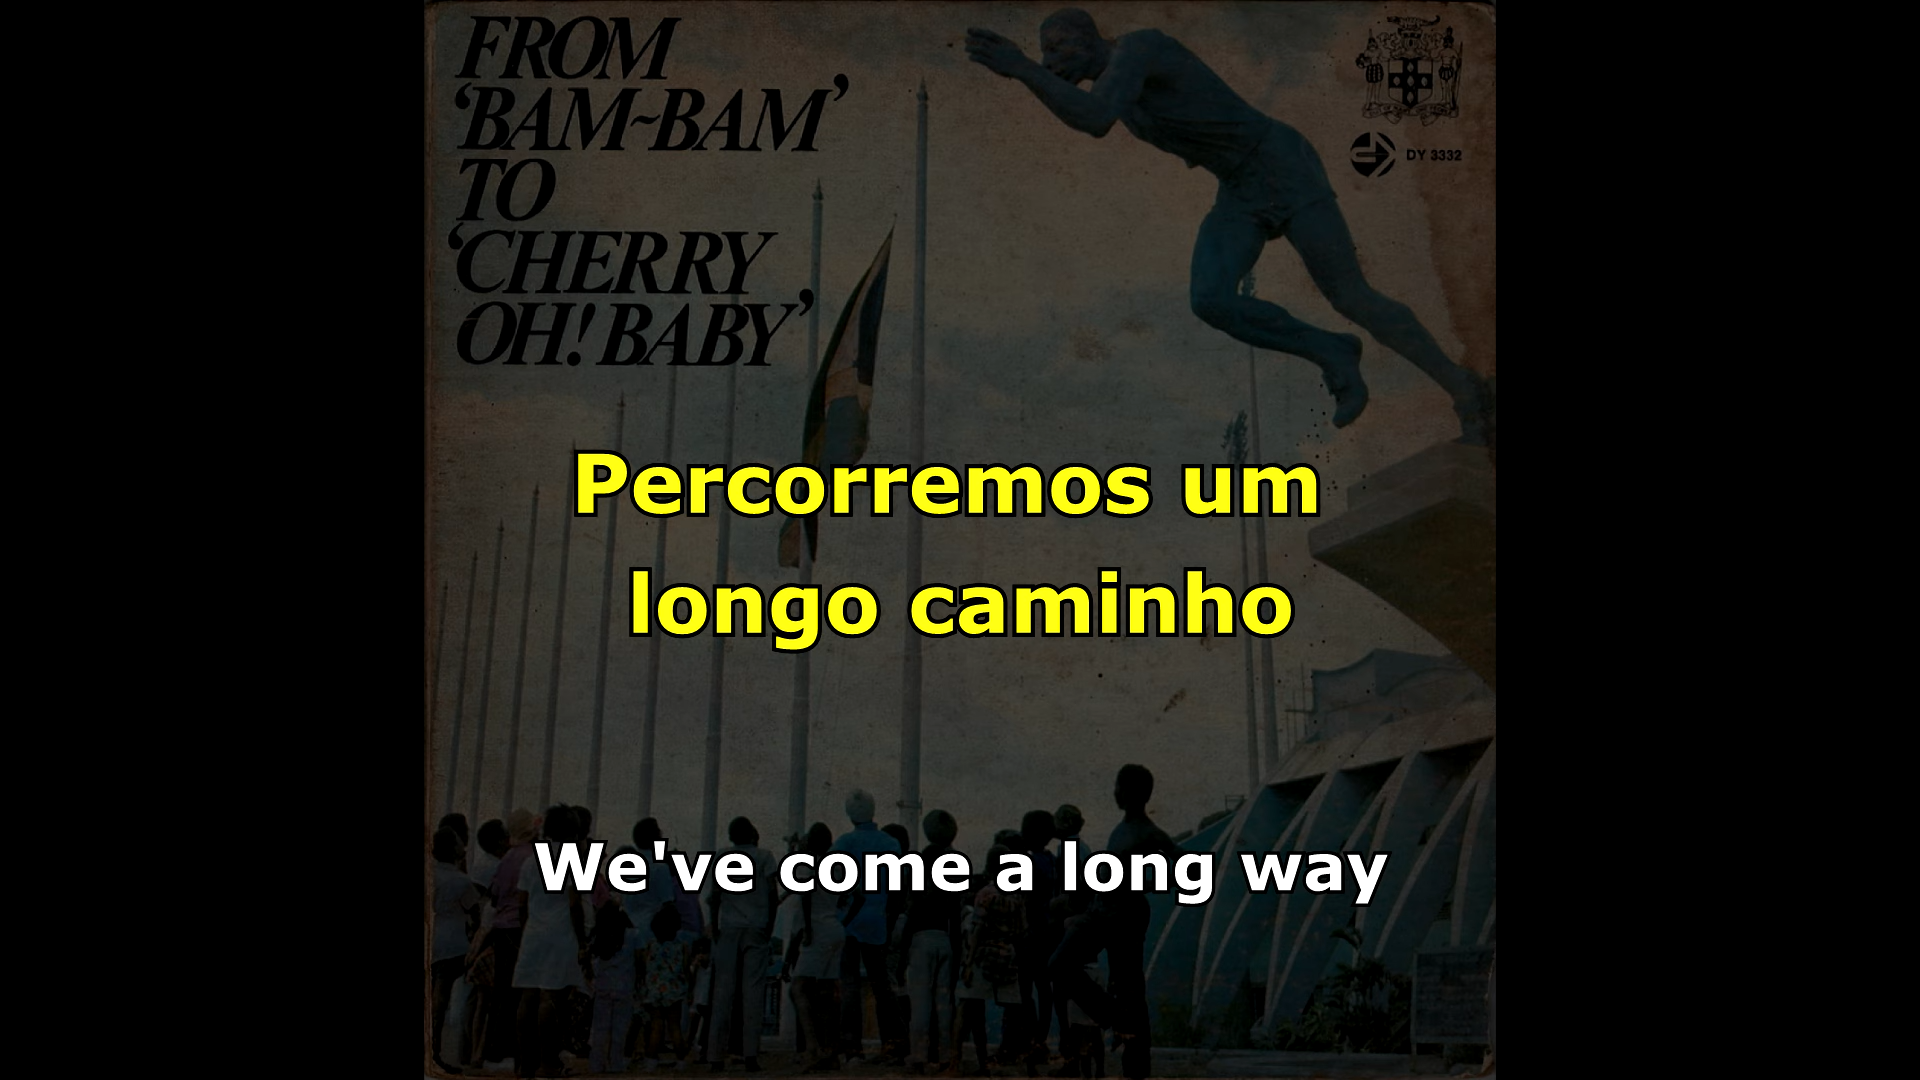 FROM
‘BAM~BAM’
TO
‘CHERRY
OH! BABY’
DY 3332
Percorremos um
longo caminho
We've come a long way